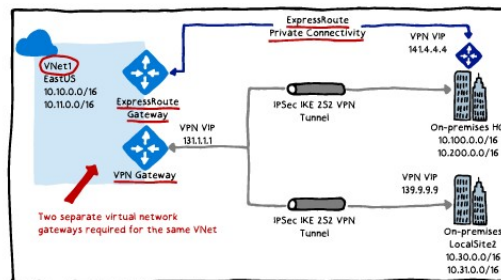 ExpressRoute
Private Connectivity
VPN VIP
141.4.4.4
VNet1
EastUS
10.10.0.0/16
10.11.0.0/16
ExpressRoute
Gateway
IPSec IKE 252 VPN
Tunnel
On-premises HQ
10.100.0.0/16
10.200.0.0/16
VPN VIP
131.1.1.1
VPN Gateway
VPN VIP
139.9.9.9
Two separate virtual network
gateways required for the same VNet
IPSec IKE 252 VPN
Tunnel
On-premises
LocalSite2
10.30.0.0/16
10.31.0.0/16